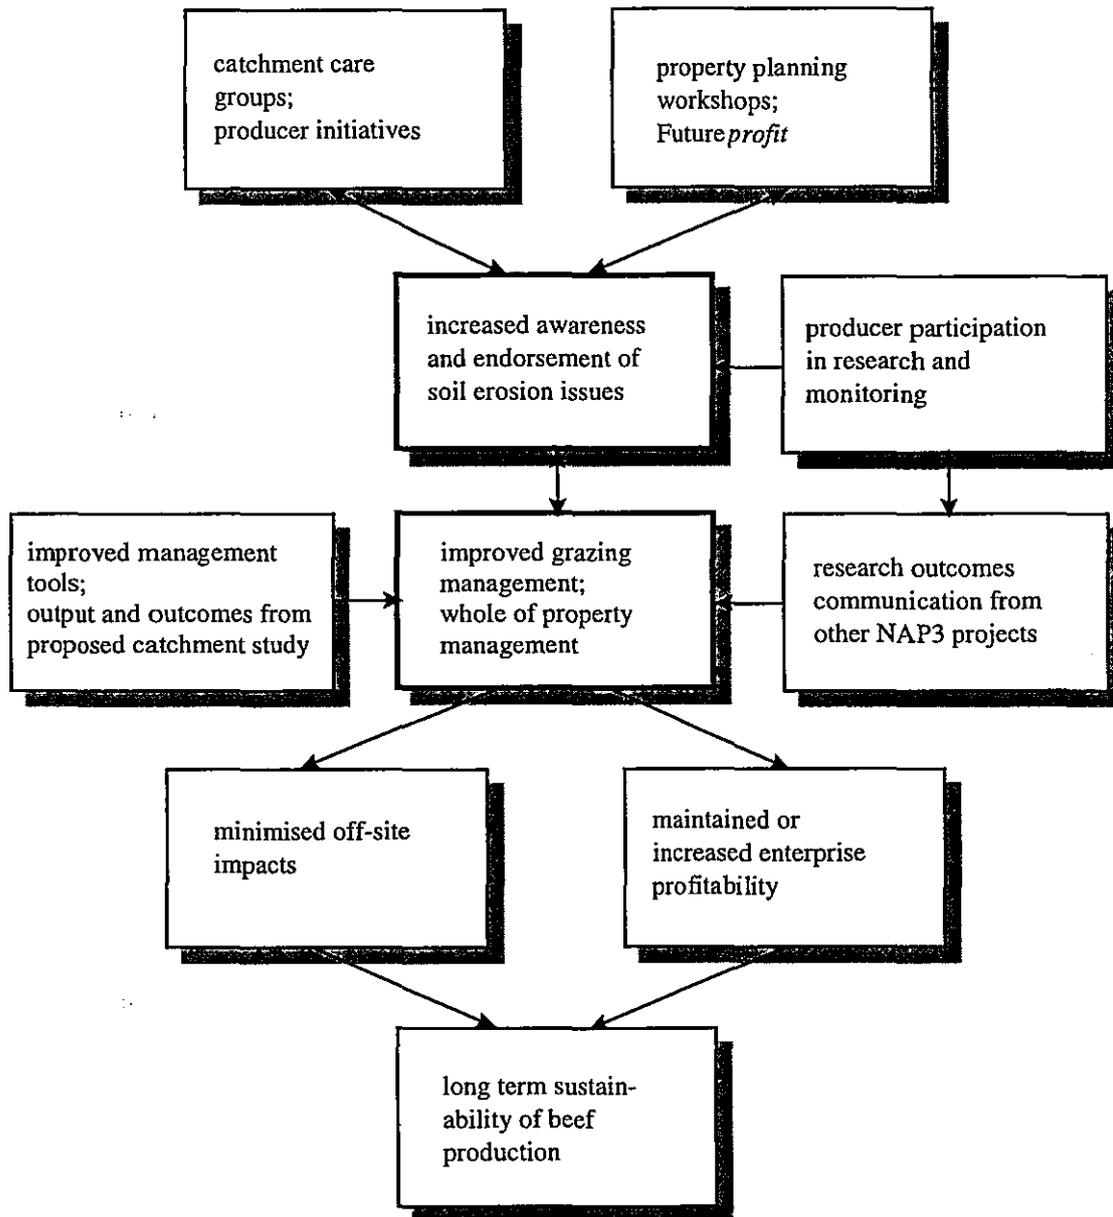 catchment care
groups;
producer initiatives
property planning
workshops;
Futureprofit
increased awareness
and endorsement of
soil erosion issues
producer participation
in research and
monitoring
improved management
tools;
output and outcomes from
proposed catchment study
improved grazing
management;
whole of property
management
research outcomes
communication from
other NAP3 projects
minimised off-site
impacts
maintained or
increased enterprise
profitability
long term sustain-
ability of beef
production